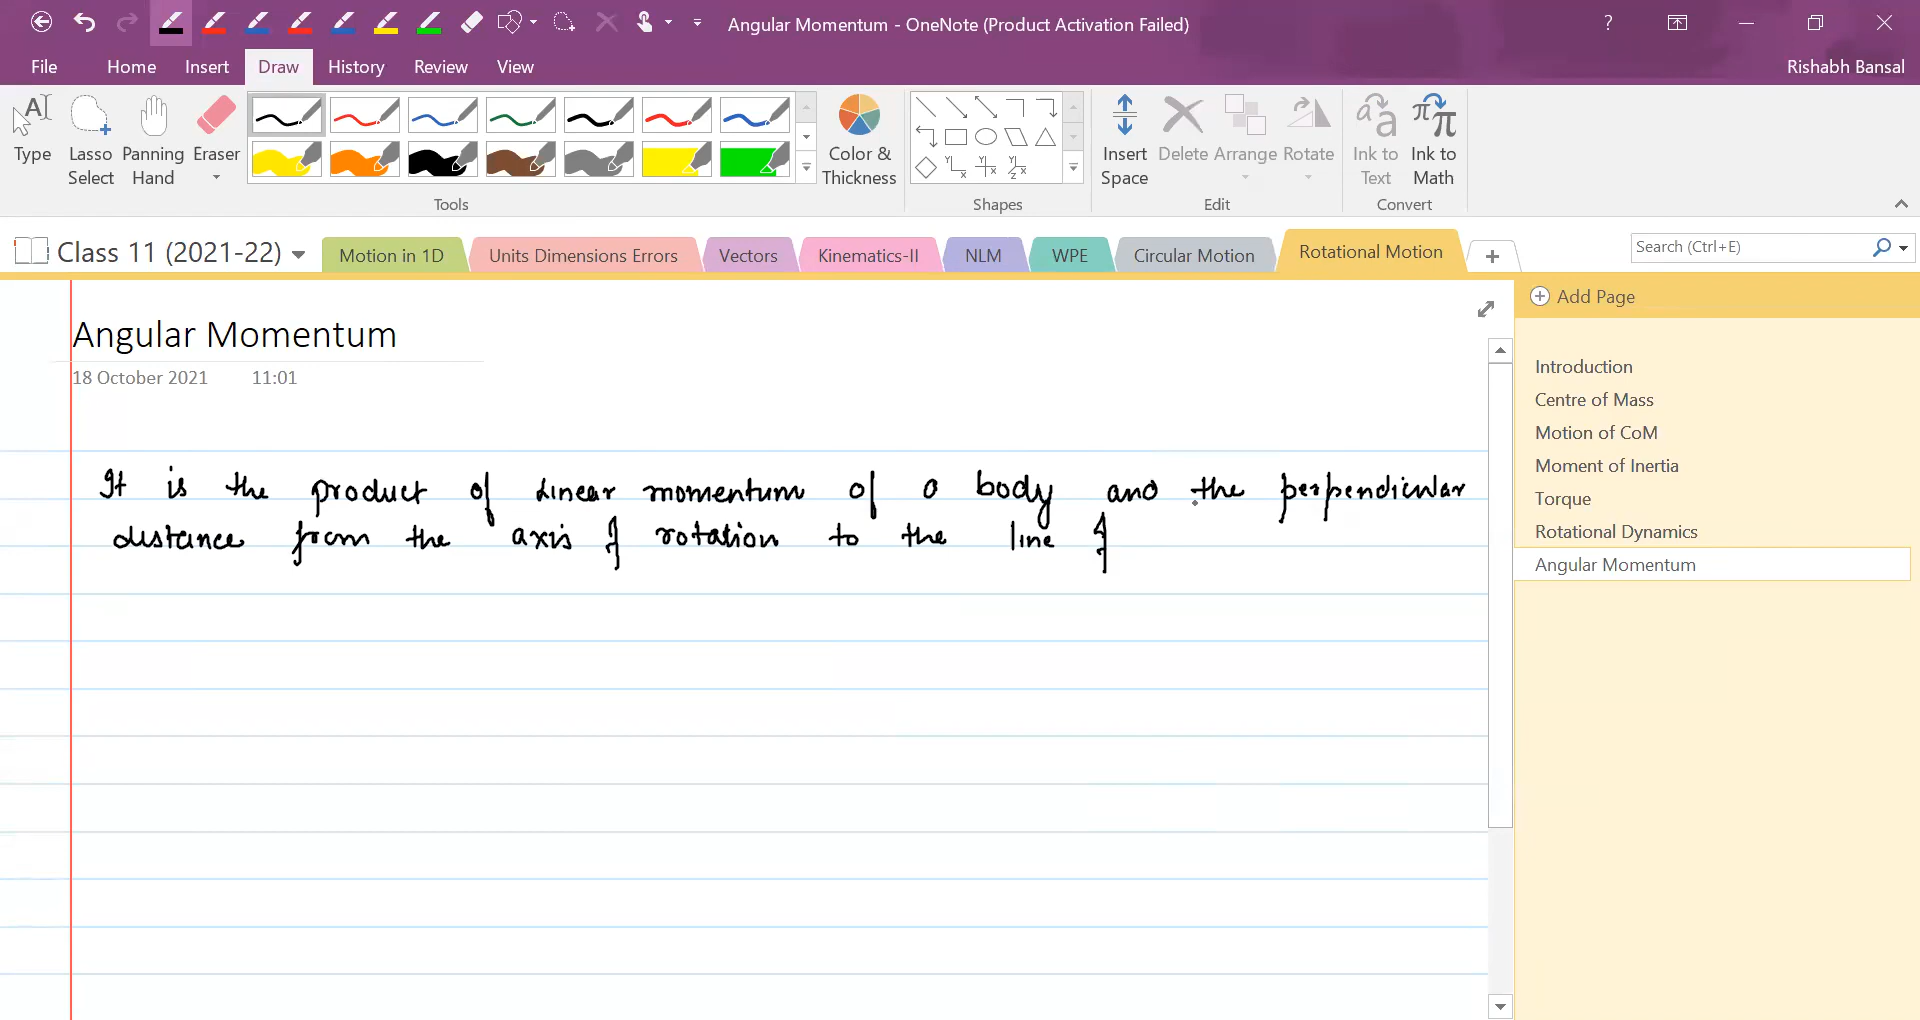 Angular Momentum - OneNote (Product Activation Failed)
?
File Home Insert Draw History Review View
Rishabh Bansal
Type
Lasso Select
Panning Hand
Eraser
Color & Thickness
Insert Space
Delete
Arrange
Rotate
Ink to Text
Ink to Math
Tools
Shapes
Edit
Convert
Class 11 (2021-22)
Motion in 1D
Units Dimensions Errors
Vectors
Kinematics-II
NLM
WPE
Circular Motion
Rotational Motion
Search (Ctrl+E)
Angular Momentum
18 October 2021 11:01
It is the product of Linear momentum of a body and the perpendicular
distance from the axis of rotation to the line of
Add Page
Introduction
Centre of Mass
Motion of CoM
Moment of Inertia
Torque
Rotational Dynamics
Angular Momentum